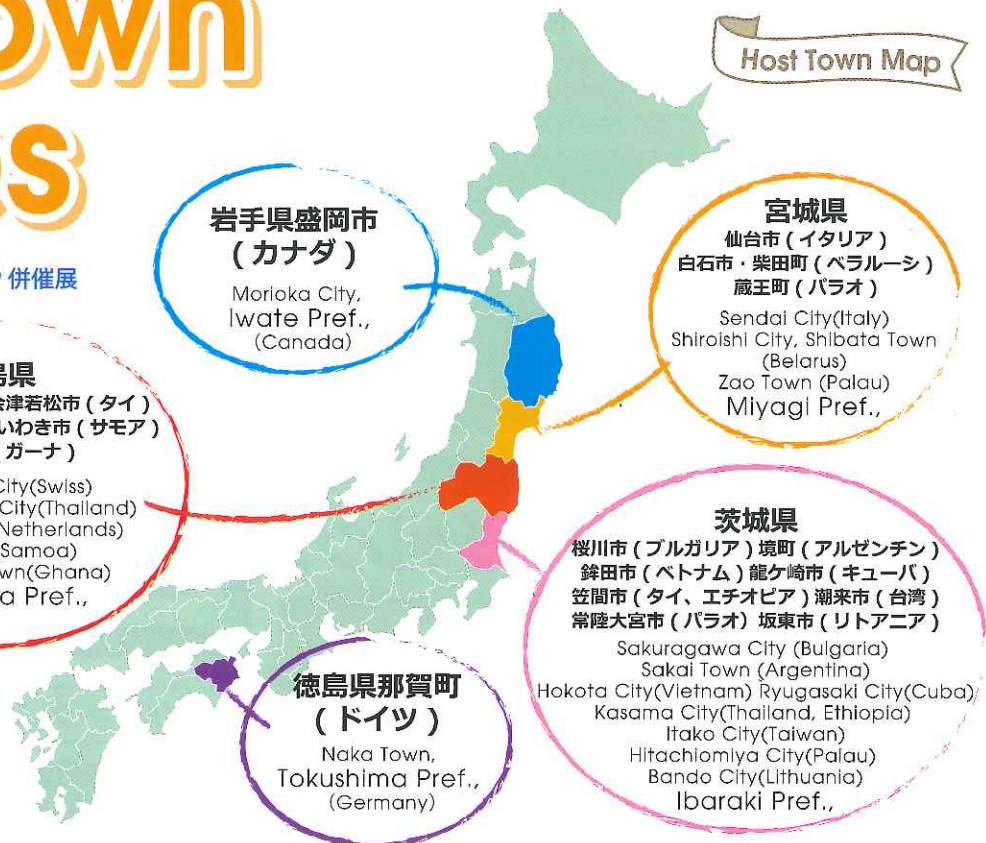 own
Host Town Map
os
併催展
岩手県盛岡市
( カナダ )
Morioka City,
Iwate Pref.,
(Canada)
宮城県
仙台市 ( イタリア )
白石市・柴田町 ( ベラルーシ )
蔵王町 ( パラオ )
Sendai City(Italy)
Shiroishi City, Shibata Town
(Belarus)
Zao Town (Palau)
Miyagi Pref.,
島県
会津若松市 ( タイ )
いわき市 ( サモア )
ガーナ )
City(Swiss)
City(Thailand)
Netherlands)
Samoa)
wn(Ghana)
a Pref.,
茨城県
桜川市 ( ブルガリア ) 境町 ( アルゼンチン )
鉾田市 ( ベトナム ) 龍ケ崎市 ( キューバ )
笠間市 ( タイ、エチオピア ) 潮来市 ( 台湾 )
常陸大宮市 ( パラオ ) 坂東市 ( リトアニア )
Sakuragawa City (Bulgaria)
Sakai Town (Argentina)
Hokota City(Vietnam) Ryugasaki City(Cuba)
Kasama City(Thailand, Ethiopia)
Itako City(Taiwan)
Hitachiomiya City(Palau)
Bando City(Lithuania)
Ibaraki Pref.,
徳島県那賀町
( ドイツ )
Naka Town,
Tokushima Pref.,
(Germany)